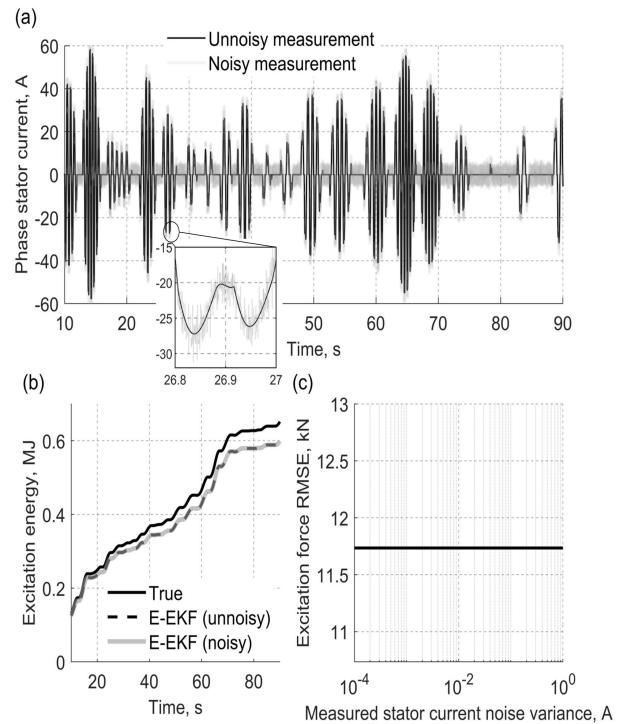 (a)
Unnoisy measurement
Noisy measurement
Phase stator current, A
60
40
20
0
-20
-40
-60
10
20
50
60
70
80
90
Time, s
-15
-20
-25
-30
26.8
26.9
27
(b)
Excitation energy, MJ
0.6
0.4
0.2
0
True
E-EKF (unnoisy)
E-EKF (noisy)
20
40
60
80
Time, s
(c)
Excitation force RMSE, kN
13
12.5
12
11.5
11
10⁻⁴
10⁻²
10⁰
Measured stator current noise variance, A